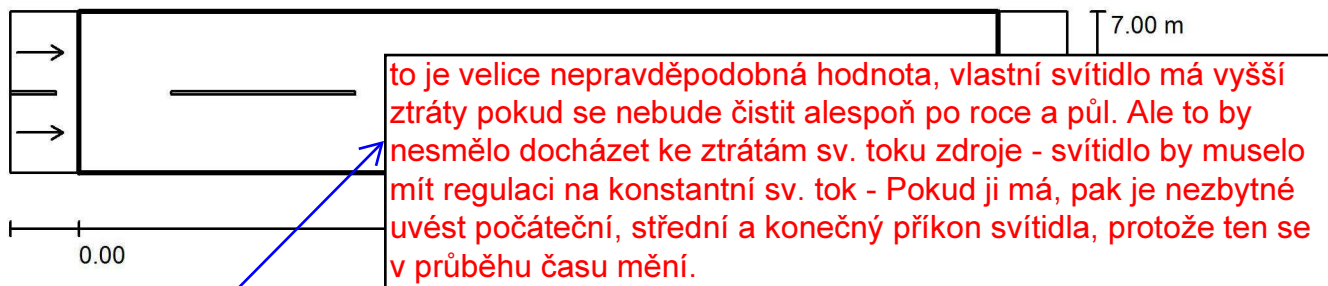 7.00 m
to je velice nepravděpodobná hodnota, vlastní svítidlo má vyšší
ztráty pokud se nebude čistit alespoň po roce a půl. Ale to by
nesmělo docházet ke ztrátám sv. toku zdroje - svítidlo by muselo
mít regulaci na konstantní sv. tok - Pokud ji má, pak je nezbytné
uvést počáteční, střední a konečný příkon svítidla, protože ten se
v průběhu času mění.
0.00